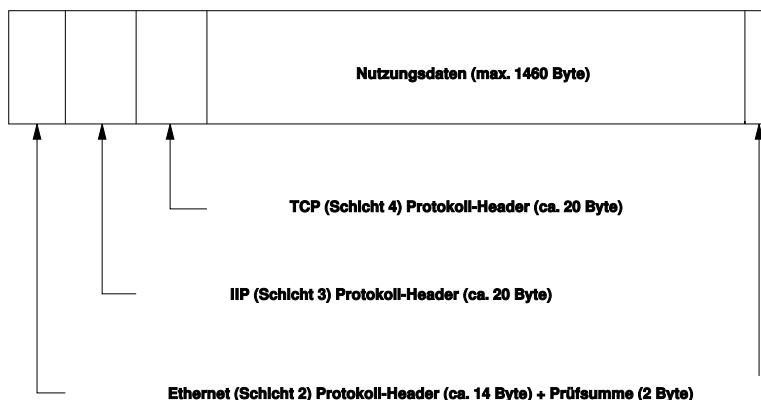 Nutzungsdaten (max. 1460 Byte)
TCP (Schicht 4) Protokoll-Header (ca. 20 Byte)
IIP (Schicht 3) Protokoll-Header (ca. 20 Byte)
Ethernet (Schicht 2) Protokoll-Header (ca. 14 Byte) + Prüfsumme (2 Byte)